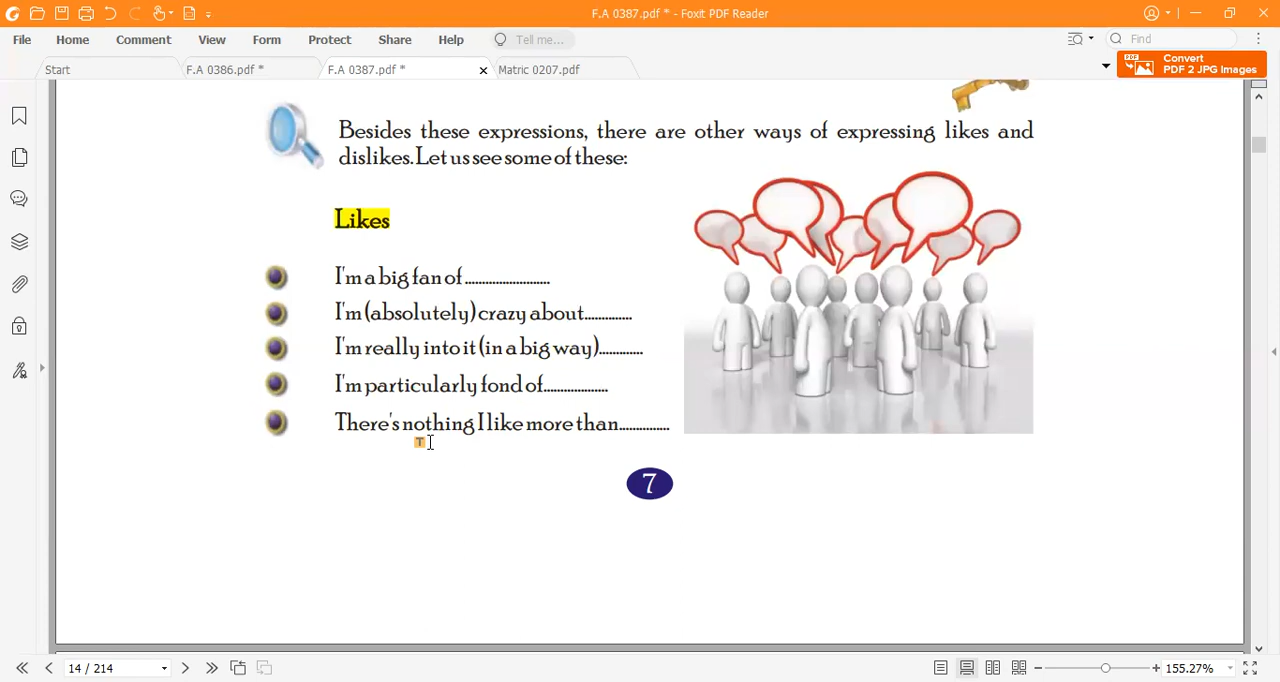 F.A 0387.pdf * - Foxit PDF Reader
File Home Comment View Form Protect Share Help Tell me... Find
Start F.A 0386.pdf * F.A 0387.pdf * Matric 0207.pdf
Convert
PDF 2 JPG Images
Besides these expressions, there are other ways of expressing likes and
dislikes. Let us see some of these:
Likes
I'm a big fan of .........................
I'm (absolutely) crazy about..............
I'm really into it (in a big way).............
I'm particularly fond of...................
There's nothing I like more than...............
T
7
14 / 214 155.27%